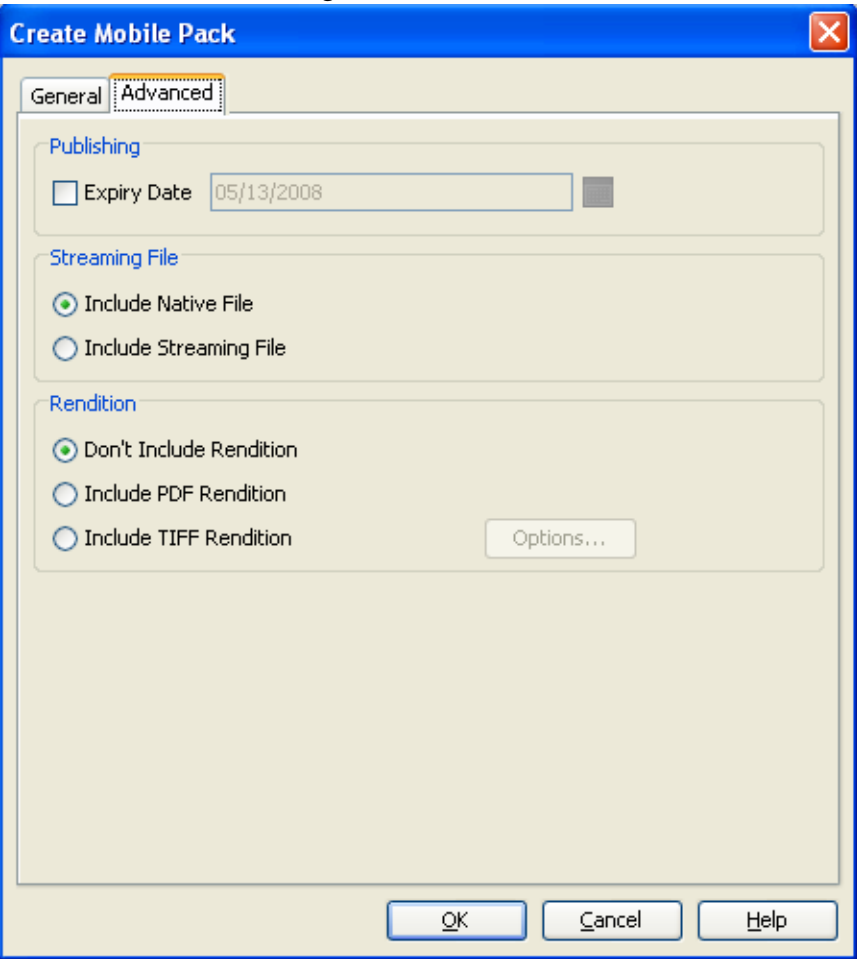 Create Mobile Pack
General Advanced
Publishing
Expiry Date 05/13/2008
Streaming File
Include Native File
Include Streaming File
Rendition
Don't Include Rendition
Include PDF Rendition
Include TIFF Rendition Options...
OK Cancel Help